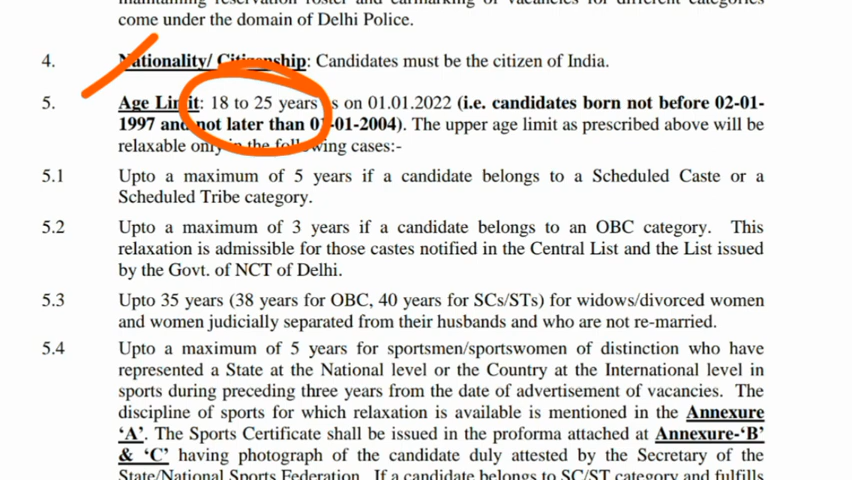 maintaining reservation roster and earmarking of vacancies for different categories
come under the domain of Delhi Police.
4. Nationality/ Citizenship: Candidates must be the citizen of India.
5. Age Limit: 18 to 25 years as on 01.01.2022 (i.e. candidates born not before 02-01-
1997 and not later than 01-01-2004). The upper age limit as prescribed above will be
relaxable only in the following cases:-
5.1 Upto a maximum of 5 years if a candidate belongs to a Scheduled Caste or a
Scheduled Tribe category.
5.2 Upto a maximum of 3 years if a candidate belongs to an OBC category. This
relaxation is admissible for those castes notified in the Central List and the List issued
by the Govt. of NCT of Delhi.
5.3 Upto 35 years (38 years for OBC, 40 years for SCs/STs) for widows/divorced women
and women judicially separated from their husbands and who are not re-married.
5.4 Upto a maximum of 5 years for sportsmen/sportswomen of distinction who have
represented a State at the National level or the Country at the International level in
sports during preceding three years from the date of advertisement of vacancies. The
discipline of sports for which relaxation is available is mentioned in the Annexure
‘A’. The Sports Certificate shall be issued in the proforma attached at Annexure-‘B’
& ‘C’ having photograph of the candidate duly attested by the Secretary of the
State/National Sports Federation. If a candidate belongs to SC/ST category and fulfills